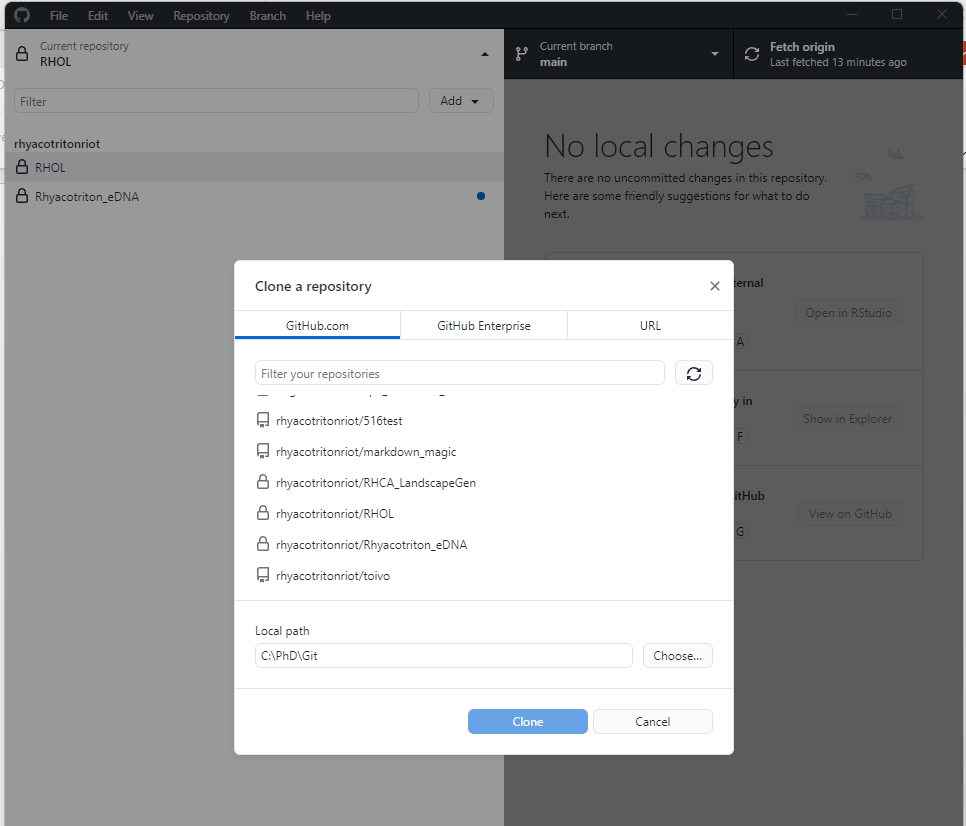 File Edit View Repository Branch Help
Current repository
RHOL
Current branch
main
Fetch origin
Last fetched 13 minutes ago
Filter
Add
rhyacotritonriot
RHOL
Rhyacotriton_eDNA
No local changes
There are no uncommitted changes in this repository.
Here are some friendly suggestions for what to do
next.
ternal
Open in RStudio
A
y in
Show in Explorer
F
itHub
View on GitHub
G
Clone a repository
GitHub.com
GitHub Enterprise
URL
Filter your repositories
rhyacotritonriot/516test
rhyacotritonriot/markdown_magic
rhyacotritonriot/RHCA_LandscapeGen
rhyacotritonriot/RHOL
rhyacotritonriot/Rhyacotriton_eDNA
rhyacotritonriot/toivo
Local path
C:\PhD\Git
Choose...
Clone
Cancel